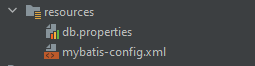 resources
db.properties
mybatis-config.xml